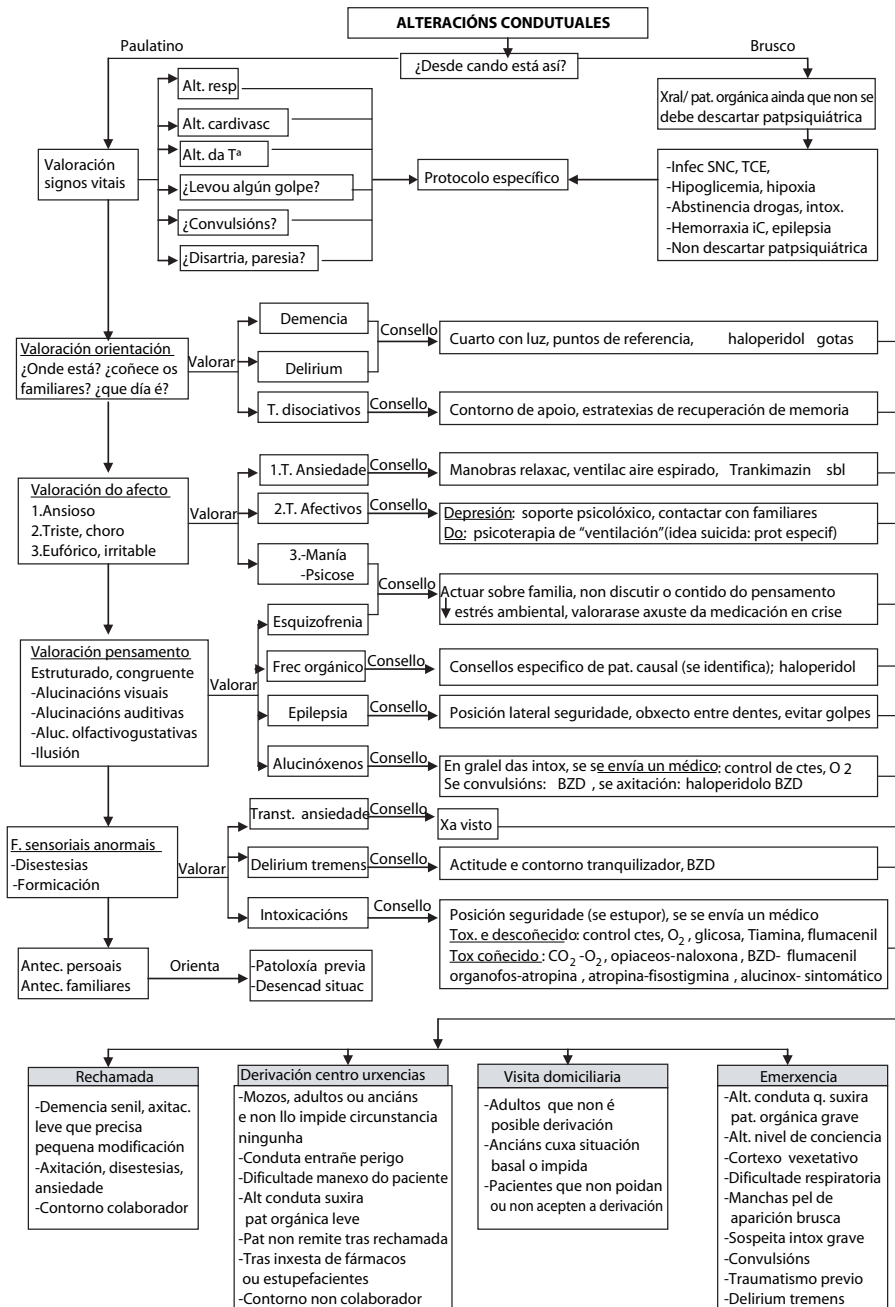 ALTERACIÓNS CONDUTUALES
Paulatino
Brusco
¿Desde cando está así?
Alt. resp
Alt. cardivasc
Alt. da Tª
¿Levou algún golpe?
¿Convulsións?
¿Disartria, paresia?
Valoración
signos vitais
Protocolo específico
Xral/ pat. orgánica ainda que non se
debe descartar patpsiquiátrica
-Infec SNC, TCE,
-Hipoglicemia, hipoxia
-Abstinencia drogas, intox.
-Hemorraxia iC, epilepsia
-Non descartar patpsiquiátrica
Valoración orientación
¿Onde está? ¿coñece os
familiares? ¿que día é?
Valorar
Demencia
Delirium
Consello
Cuarto con luz, puntos de referencia, haloperidol gotas
T. disociativos
Consello
Contorno de apoio, estratexias de recuperación de memoria
Valoración do afecto
1.Ansioso
2.Triste, choro
3.Eufórico, irritable
Valorar
1.T. Ansiedade
Consello
Manobras relaxac, ventilac aire espirado, Trankimazin sbl
2.T. Afectivos
Consello
Depresión: soporte psicolóxico, contactar con familiares
Do: psicoterapia de “ventilación”(idea suicida: prot especif)
3.-Manía
-Psicose
Consello
Actuar sobre familia, non discutir o contido do pensamento
estrés ambiental, valorarase axuste da medicación en crise
Valoración pensamento
Estruturado, congruente
-Alucinacións visuais
-Alucinacións auditivas
-Aluc. olfactivogustativas
-Ilusión
Valorar
Esquizofrenia
Frec orgánico
Consello
Consellos especifico de pat. causal (se identifica); haloperidol
Epilepsia
Consello
Posición lateral seguridade, obxecto entre dentes, evitar golpes
Alucinóxenos
Consello
En gralel das intox, se se envía un médico: control de ctes, O 2
Se convulsións: BZD , se axitación: haloperidolo BZD
F. sensoriais anormais
-Disestesias
-Formicación
Valorar
Transt. ansiedade
Consello
Xa visto
Delirium tremens
Consello
Actitude e contorno tranquilizador, BZD
Intoxicacións
Consello
Posición seguridade (se estupor), se se envía un médico
Tox. e descoñecido: control ctes, O2 , glicosa, Tiamina, flumacenil
Tox coñecido : CO2 -O2 , opiaceos-naloxona , BZD- flumacenil
organofos-atropina , atropina-fisostigmina , alucinox- sintomático
Antec. persoais
Antec. familiares
Orienta
-Patoloxía previa
-Desencad situac
Rechamada
-Demencia senil, axitac.
leve que precisa
pequena modificación
-Axitación, disestesias,
ansiedade
-Contorno colaborador
Derivación centro urxencias
-Mozos, adultos ou anciáns
e non llo impide circunstancia
ningunha
-Conduta entrañe perigo
-Dificultade manexo do paciente
-Alt conduta suxira
pat orgánica leve
-Pat non remite tras rechamada
-Tras inxesta de fármacos
ou estupefacientes
-Contorno non colaborador
Visita domiciliaria
-Adultos que non é
posible derivación
-Anciáns cuxa situación
basal o impida
-Pacientes que non poidan
ou non acepten a derivación
Emerxencia
-Alt. conduta q. suxira
pat. orgánica grave
-Alt. nivel de conciencia
-Cortexo vexetativo
-Dificultade respiratoria
-Manchas pel de
aparición brusca
-Sospeita intox grave
-Convulsións
-Traumatismo previo
-Delirium tremens